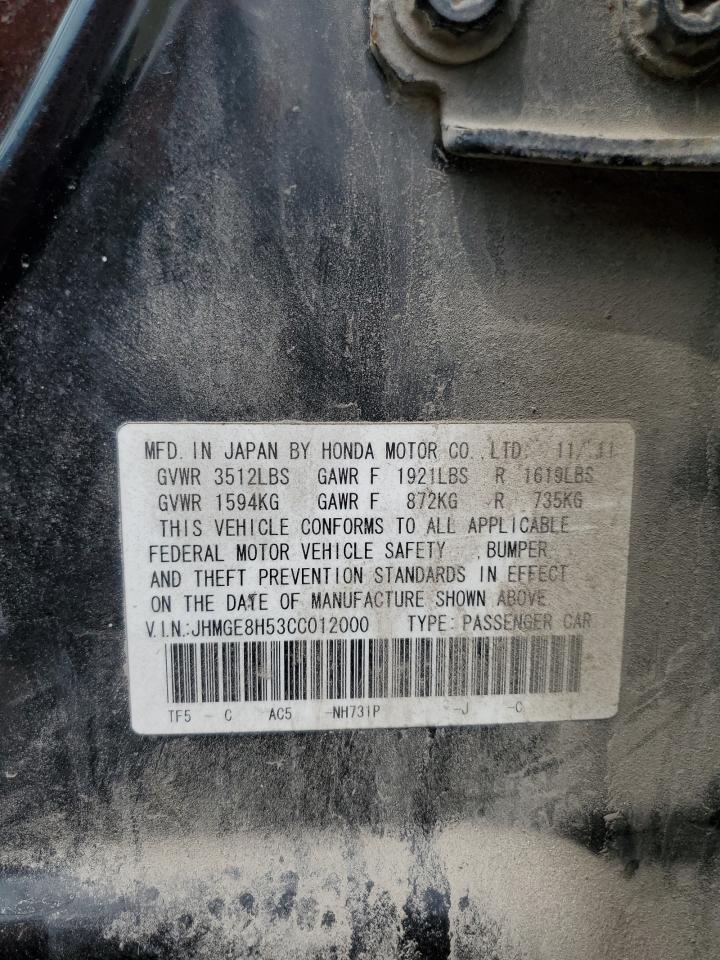 MFD. IN JAPAN BY HONDA MOTOR CO., LTD. 11/11
GVWR 3512LBS GAWR F 1921LBS R 1619LBS
GVWR 1594KG GAWR F 872KG R 735KG
THIS VEHICLE CONFORMS TO ALL APPLICABLE
FEDERAL MOTOR VEHICLE SAFETY , BUMPER
AND THEFT PREVENTION STANDARDS IN EFFECT
ON THE DATE OF MANUFACTURE SHOWN ABOVE
V.I.N.:JHMGE8H53CC012000 TYPE: PASSENGER CAR
TF5 - C AC5 -NH731P -J -C